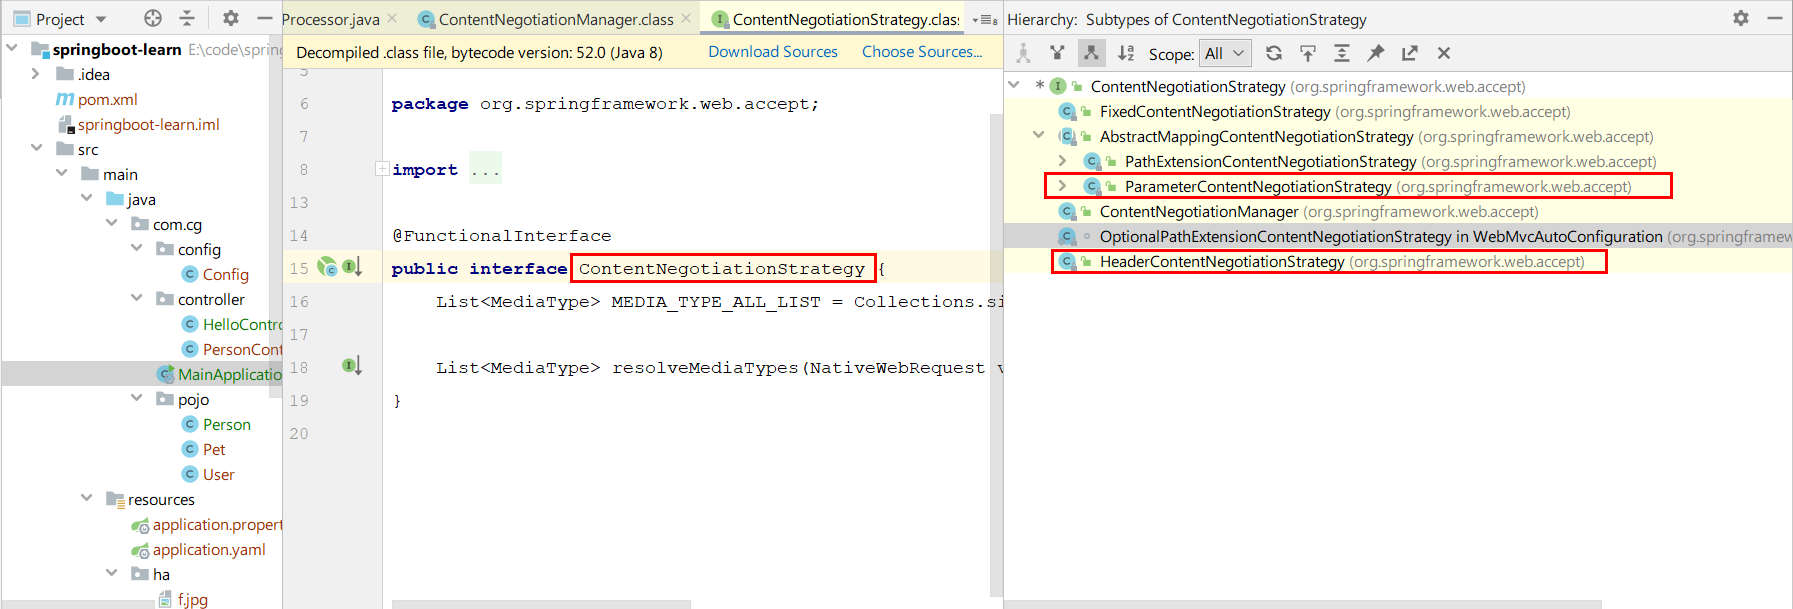 Project
springboot-learn E:\code\spring
.idea
pom.xml
springboot-learn.iml
src
main
java
com.cg
config
Config
controller
HelloContro
PersonCont
MainApplicatio
pojo
Person
Pet
User
resources
application.propert
application.yaml
ha
f.jpg
Processor.java
ContentNegotiationManager.class
ContentNegotiationStrategy.class
8
Decompiled .class file, bytecode version: 52.0 (Java 8)
Download Sources
Choose Sources...
5
6 package org.springframework.web.accept;
7
8 import ...
13
14 @FunctionalInterface
15 public interface ContentNegotiationStrategy {
16 List<MediaType> MEDIA_TYPE_ALL_LIST = Collections.si
17
18 List<MediaType> resolveMediaTypes(NativeWebRequest v
19 }
20
Hierarchy: Subtypes of ContentNegotiationStrategy
Scope: All
* ContentNegotiationStrategy (org.springframework.web.accept)
FixedContentNegotiationStrategy (org.springframework.web.accept)
AbstractMappingContentNegotiationStrategy (org.springframework.web.accept)
PathExtensionContentNegotiationStrategy (org.springframework.web.accept)
ParameterContentNegotiationStrategy (org.springframework.web.accept)
ContentNegotiationManager (org.springframework.web.accept)
OptionalPathExtensionContentNegotiationStrategy in WebMvcAutoConfiguration (org.springframew
HeaderContentNegotiationStrategy (org.springframework.web.accept)